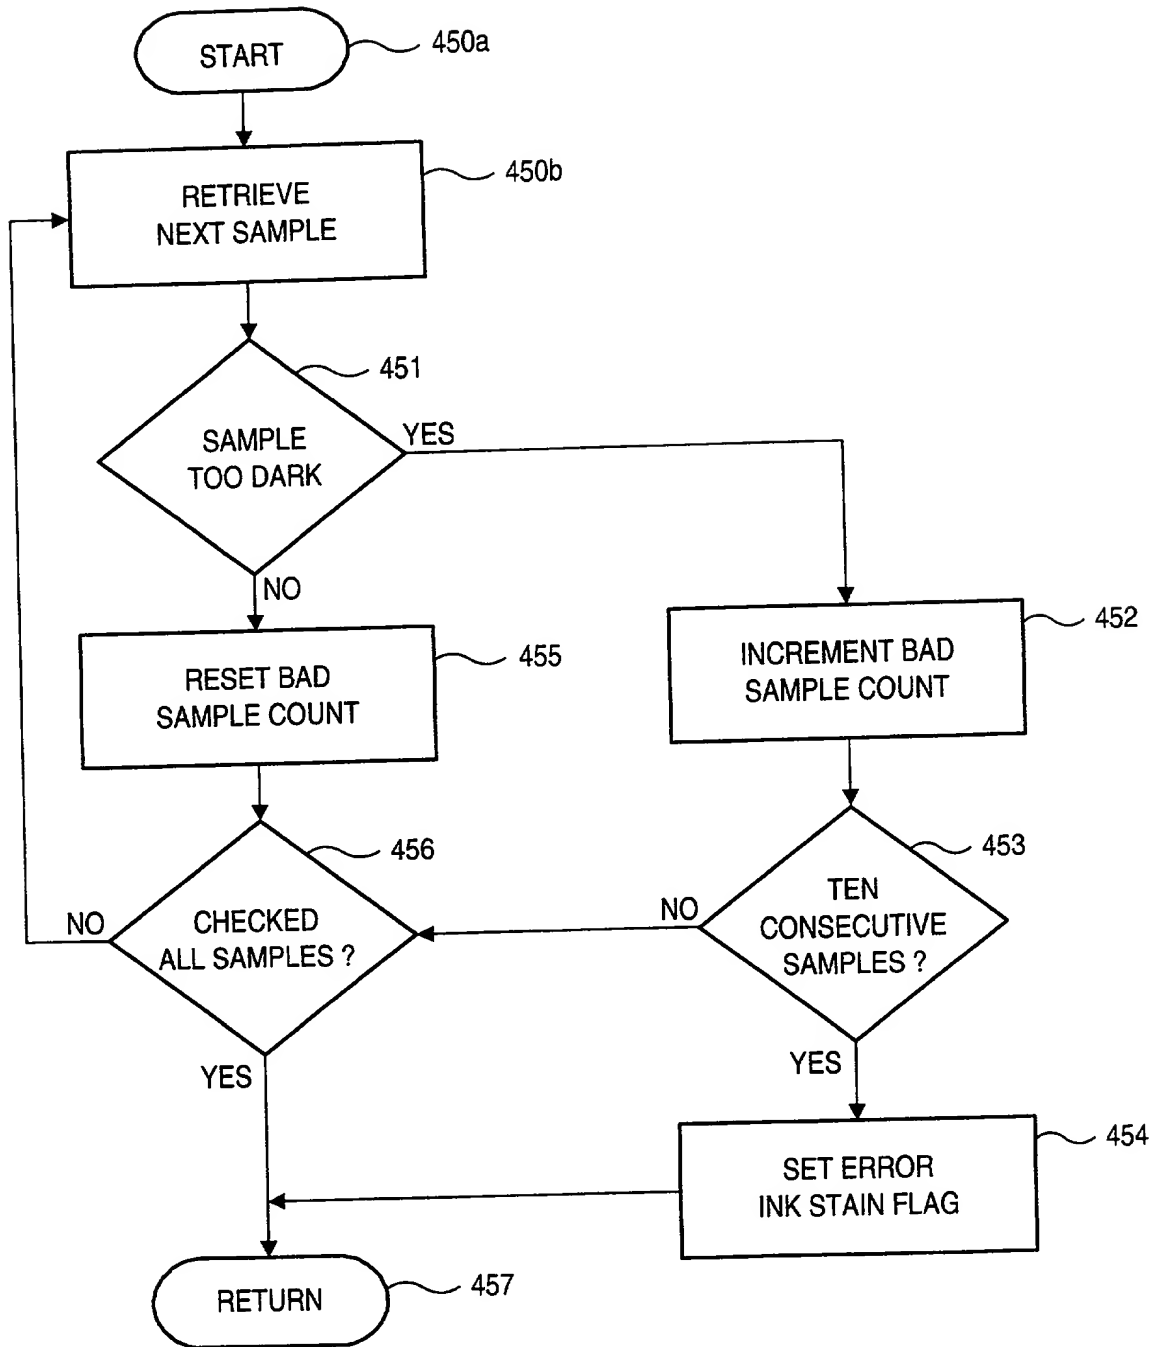 START
450a
RETRIEVE
NEXT SAMPLE
450b
451
SAMPLE
TOO DARK
YES
NO
RESET BAD
SAMPLE COUNT
455
INCREMENT BAD
SAMPLE COUNT
452
456
CHECKED
ALL SAMPLES ?
NO
YES
453
TEN
CONSECUTIVE
SAMPLES ?
NO
YES
SET ERROR
INK STAIN FLAG
454
RETURN
457